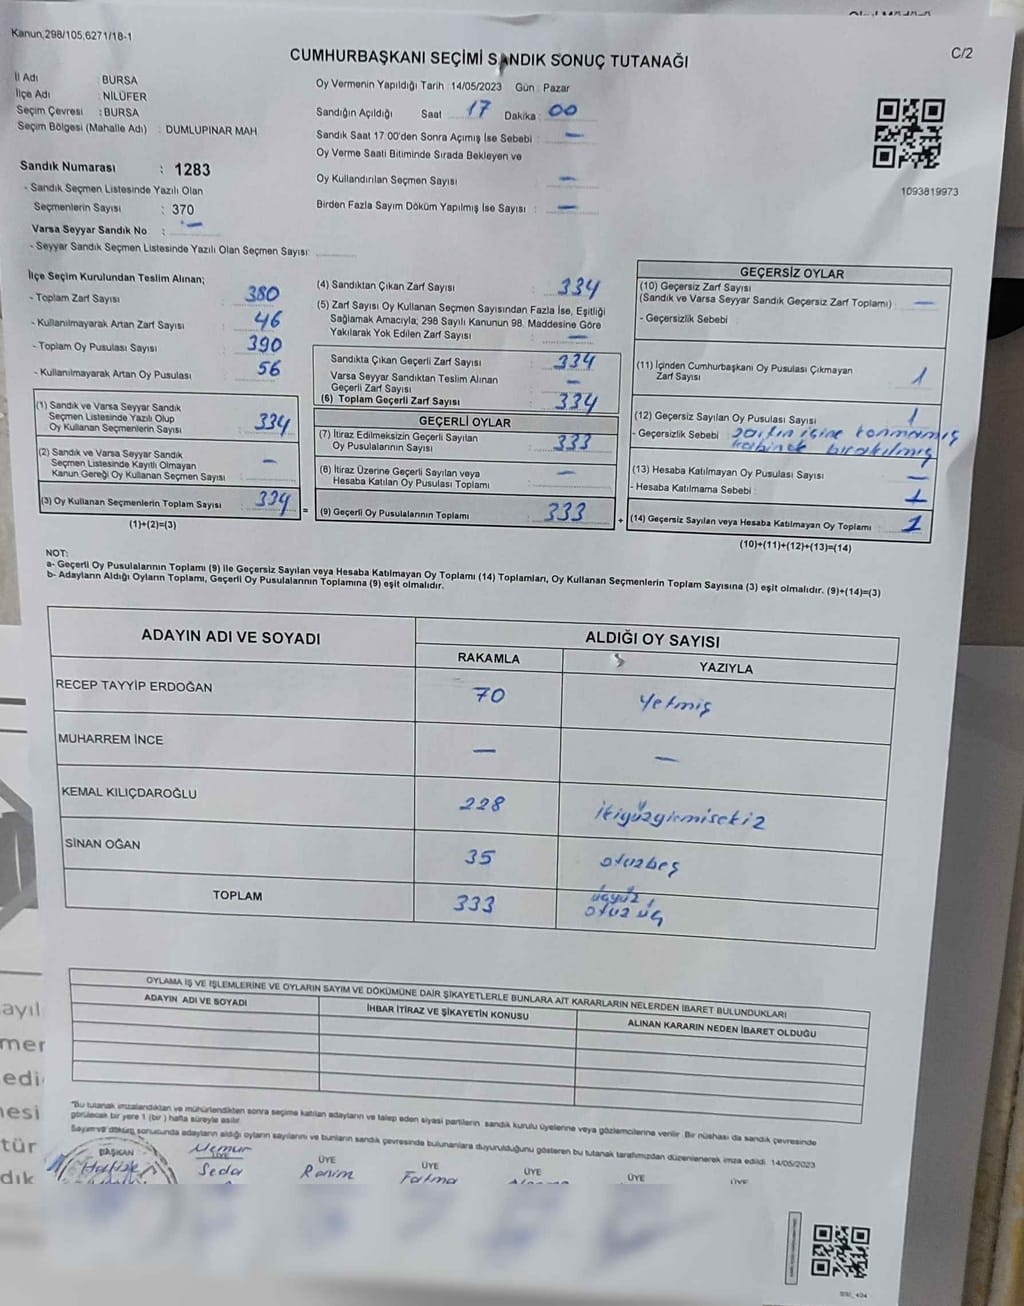 Kanun,298/105,6271/18-1
CUMHURBAŞKANI SEÇİMİ SANDIK SONUÇ TUTANAĞI
C/2
İl Adı : BURSA
İlçe Adı : NİLÜFER
Seçim Çevresi : BURSA
Seçim Bölgesi (Mahalle Adı) : DUMLUPINAR MAH
Sandık Numarası : 1283
- Sandık Seçmen Listesinde Yazılı Olan
Seçmenlerin Sayısı : 370
Varsa Seyyar Sandık No : —
- Seyyar Sandık Seçmen Listesinde Yazılı Olan Seçmen Sayısı:
Oy Vermenin Yapıldığı Tarih : 14/05/2023 Gün : Pazar
Sandığın Açıldığı Saat : 17 Dakika : 00
Sandık Saat 17.00'den Sonra Açımış İse Sebebi : —
Oy Verme Saati Bitiminde Sırada Bekleyen ve
Oy Kullandırılan Seçmen Sayısı : —
Birden Fazla Sayım Döküm Yapılmış İse Sayısı : —
1093819973
İlçe Seçim Kurulundan Teslim Alınan;
- Toplam Zarf Sayısı : 380
- Kullanılmayarak Artan Zarf Sayısı : 46
- Toplam Oy Pusulası Sayısı : 390
- Kullanılmayarak Artan Oy Pusulası : 56
(1) Sandık ve Varsa Seyyar Sandık
Seçmen Listesinde Yazılı Olup
Oy Kullanan Seçmenlerin Sayısı : 334
(2) Sandık ve Varsa Seyyar Sandık
Seçmen Listesinde Kayıtlı Olmayan
Kanun Gereği Oy Kullanan Seçmen Sayısı : —
(3) Oy Kullanan Seçmenlerin Toplam Sayısı : 334
(1)+(2)=(3)
(4) Sandıktan Çıkan Zarf Sayısı : 334
(5) Zarf Sayısı Oy Kullanan Seçmen Sayısından Fazla İse, Eşitliği
Sağlamak Amacıyla; 298 Sayılı Kanunun 98. Maddesine Göre
Yakılarak Yok Edilen Zarf Sayısı : —
Sandıkta Çıkan Geçerli Zarf Sayısı : 334
Varsa Seyyar Sandıktan Teslim Alınan
Geçerli Zarf Sayısı : —
(6) Toplam Geçerli Zarf Sayısı : 334
GEÇERLİ OYLAR
(7) İtiraz Edilmeksizin Geçerli Sayılan
Oy Pusulalarının Sayısı : 333
(8) İtiraz Üzerine Geçerli Sayılan veya
Hesaba Katılan Oy Pusulası Toplamı : —
(9) Geçerli Oy Pusulalarının Toplamı : 333
=
+
GEÇERSİZ OYLAR
(10) Geçersiz Zarf Sayısı
(Sandık ve Varsa Seyyar Sandık Geçersiz Zarf Toplamı) : —
- Geçersizlik Sebebi :
(11) İçinden Cumhurbaşkanı Oy Pusulası Çıkmayan
Zarf Sayısı : 1
(12) Geçersiz Sayılan Oy Pusulası Sayısı : 1
- Geçersizlik Sebebi : zarfın içine konmamış
kabinde bırakılmış
(13) Hesaba Katılmayan Oy Pusulası Sayısı : —
- Hesaba Katılmama Sebebi : 1
(14) Geçersiz Sayılan veya Hesaba Katılmayan Oy Toplamı : 1
(10)+(11)+(12)+(13)=(14)
NOT:
a- Geçerli Oy Pusulalarının Toplamı (9) ile Geçersiz Sayılan veya Hesaba Katılmayan Oy Toplamı (14) Toplamları, Oy Kullanan Seçmenlerin Toplam Sayısına (3) eşit olmalıdır. (9)+(14)=(3)
b- Adayların Aldığı Oyların Toplamı, Geçerli Oy Pusulalarının Toplamına (9) eşit olmalıdır.
ADAYIN ADI VE SOYADI
ALDIĞI OY SAYISI
RAKAMLA YAZIYLA
RECEP TAYYİP ERDOĞAN 70 yetmiş
MUHARREM İNCE — —
KEMAL KILIÇDAROĞLU 228 ikiyüzyirmisekiz
SİNAN OĞAN 35 otuzbeş
TOPLAM 333 üçyüz
otuz üç
OYLAMA İŞ VE İŞLEMLERİNE VE OYLARIN SAYIM VE DÖKÜMÜNE DAİR ŞİKAYETLERLE BUNLARA AİT KARARLARIN NELERDEN İBARET BULUNDUKLARI
ADAYIN ADI VE SOYADI İHBAR İTİRAZ VE ŞİKAYETİN KONUSU ALINAN KARARIN NEDEN İBARET OLDUĞU
*Bu tutanak imzalandıktan ve mühürlendikten sonra seçime katılan adayların ve talep eden siyasi partilerin sandık kurulu üyelerine veya gözlemcilerine verilir. Bir nüshası da sandık çevresinde
görülecek bir yere 1 (bir) hafta süreyle asılır.
Sayım ve döküm sonucunda adayların aldığı oyların sayılarını ve bunların sandık çevresinde bulunanlara duyurulduğunu gösteren bu tutanak tarafımızdan düzenlenerek imza edildi. 14/05/2023
BAŞKAN Memur ÜYE ÜYE ÜYE ÜYE ÜYE ÜYE
Seda Ranim Fatma
ayıl
mer
edi
nesi
tür
dık